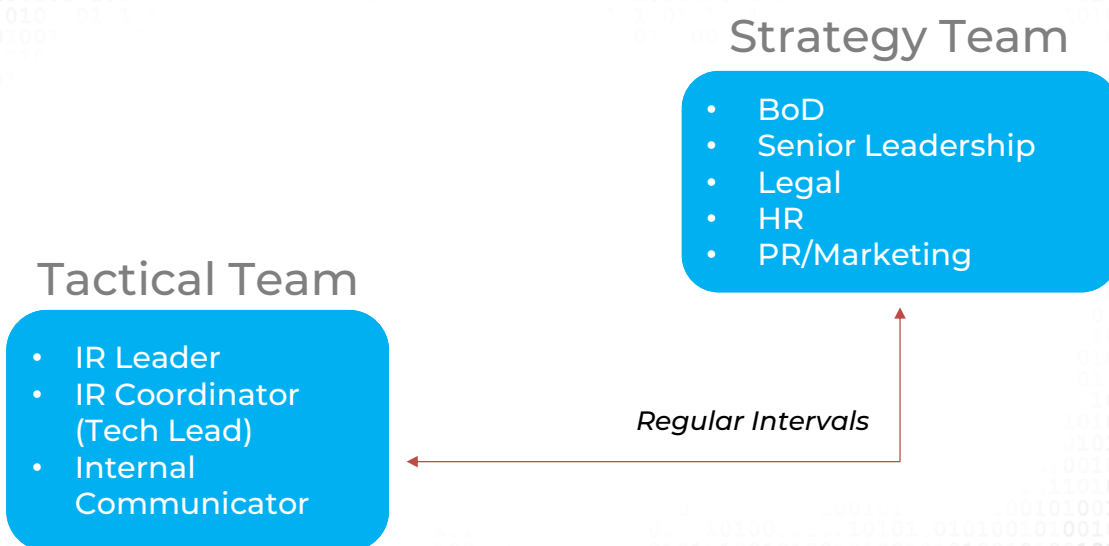 Strategy Team
• BoD
• Senior Leadership
• Legal
• HR
• PR/Marketing
Tactical Team
• IR Leader
• IR Coordinator
(Tech Lead)
• Internal
Communicator
Regular Intervals